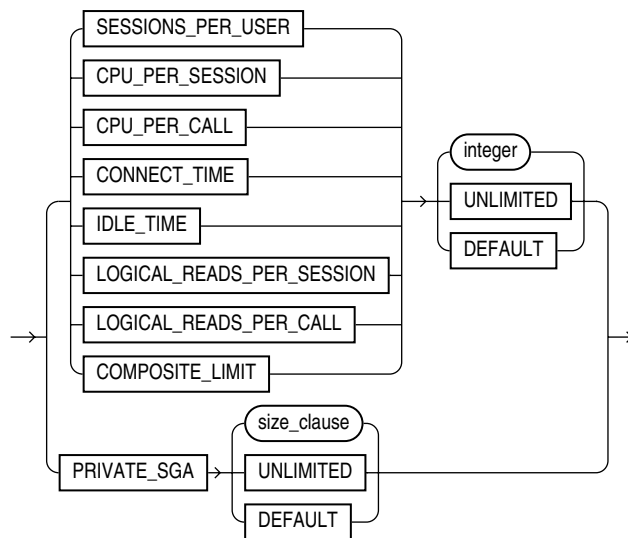 SESSIONS_PER_USER
CPU_PER_SESSION
CPU_PER_CALL
CONNECT_TIME
IDLE_TIME
LOGICAL_READS_PER_SESSION
LOGICAL_READS_PER_CALL
COMPOSITE_LIMIT
integer
UNLIMITED
DEFAULT
PRIVATE_SGA
size_clause
UNLIMITED
DEFAULT